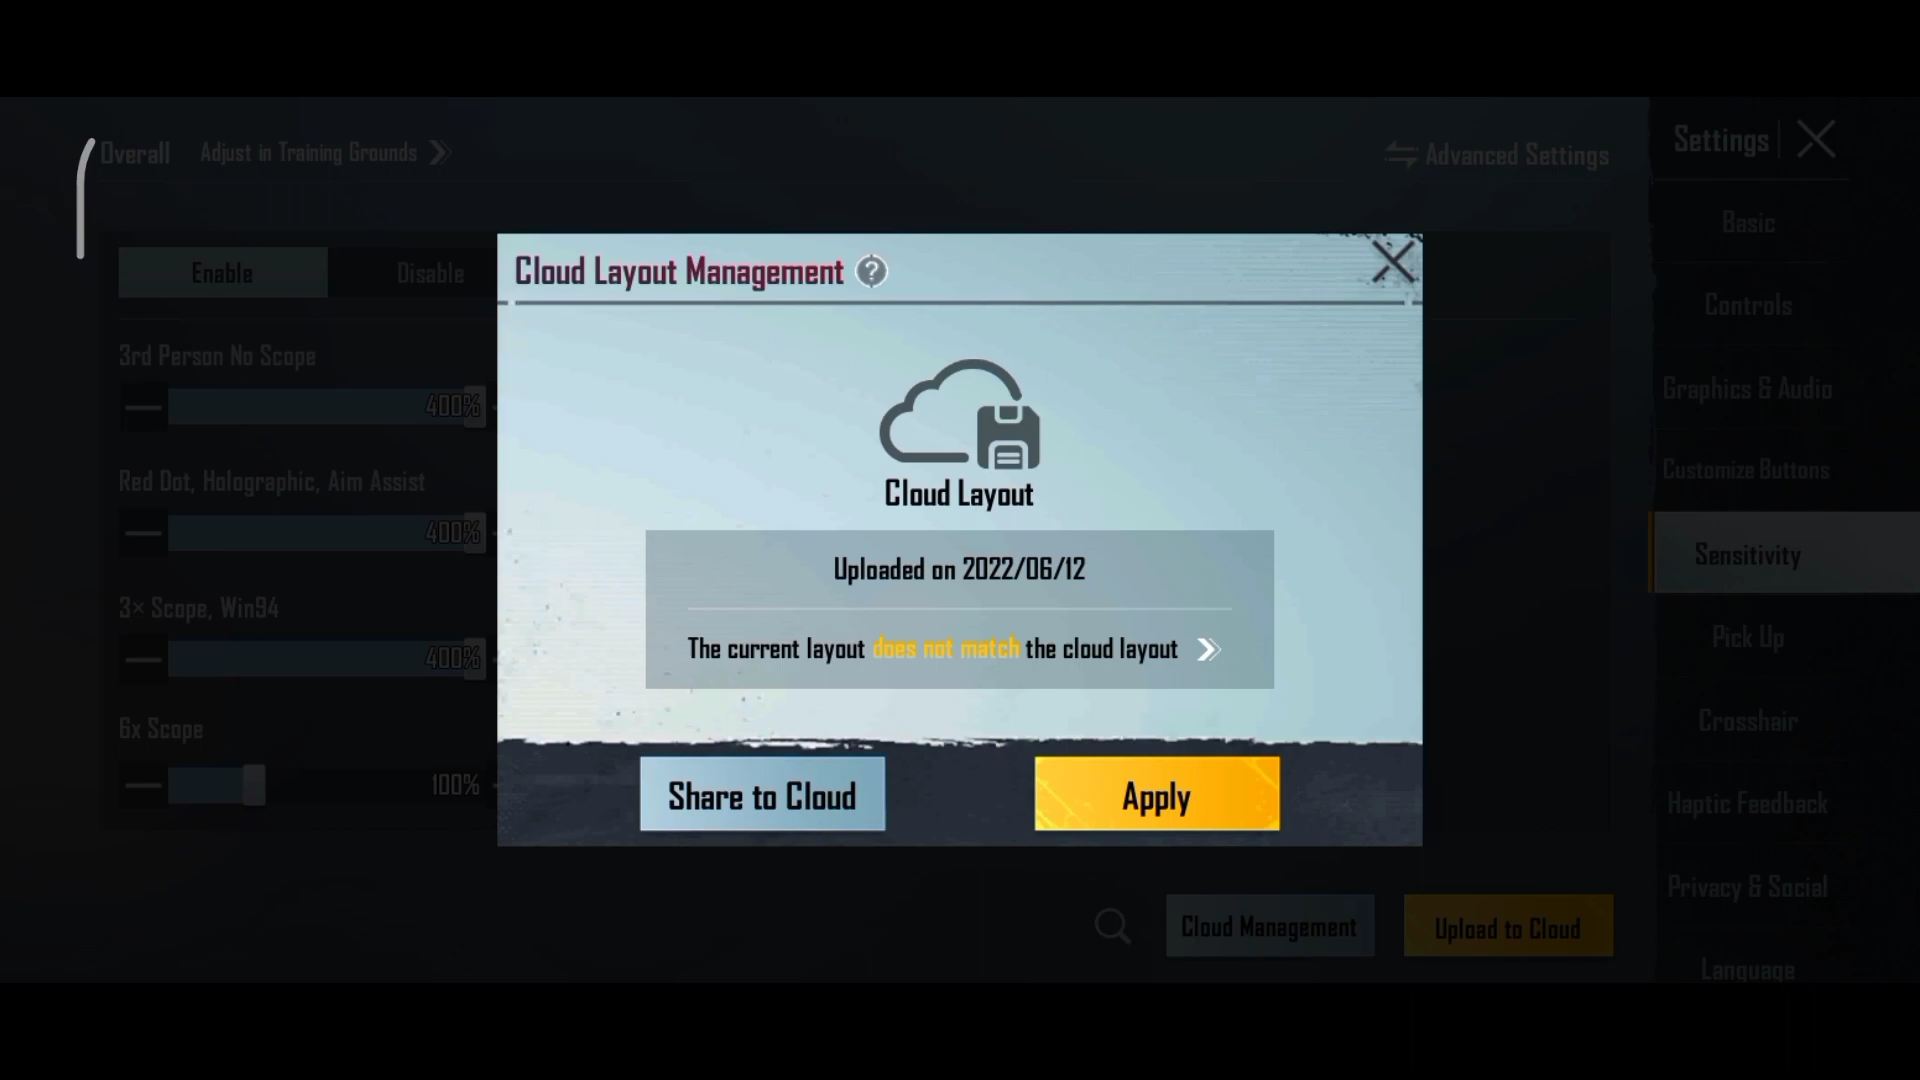 Overall
Adjust in Training Grounds
Advanced Settings
Settings
Enable
Disable
3rd Person No Scope
400%
Red Dot, Holographic, Aim Assist
400%
3× Scope, Win94
400%
6x Scope
100%
Cloud Layout Management ?
Cloud Layout
Uploaded on 2022/06/12
The current layout does not match the cloud layout
Share to Cloud
Apply
Cloud Management
Upload to Cloud
Basic
Controls
Graphics & Audio
Customize Buttons
Sensitivity
Pick Up
Crosshair
Haptic Feedback
Privacy & Social
Language